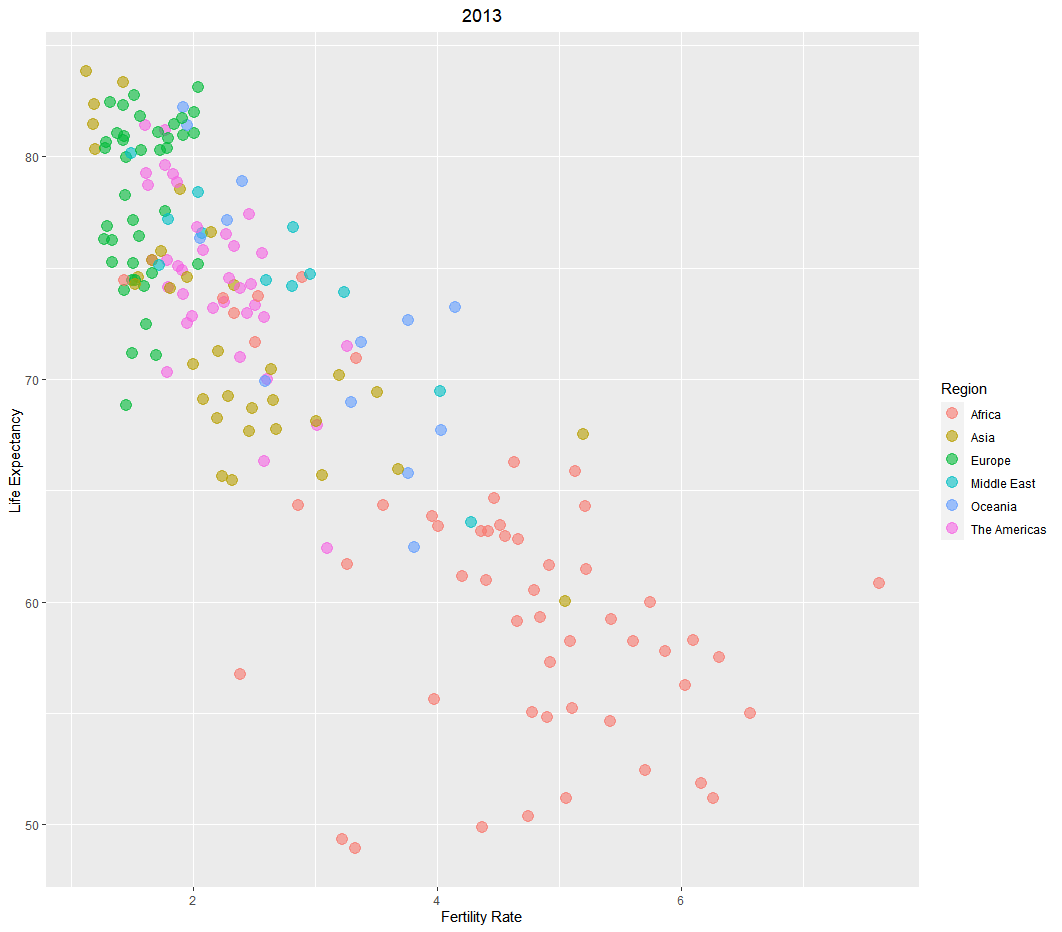 2013
Life Expectancy
80
70
60
50
2
4
6
Fertility Rate
Region
Africa
Asia
Europe
Middle East
Oceania
The Americas